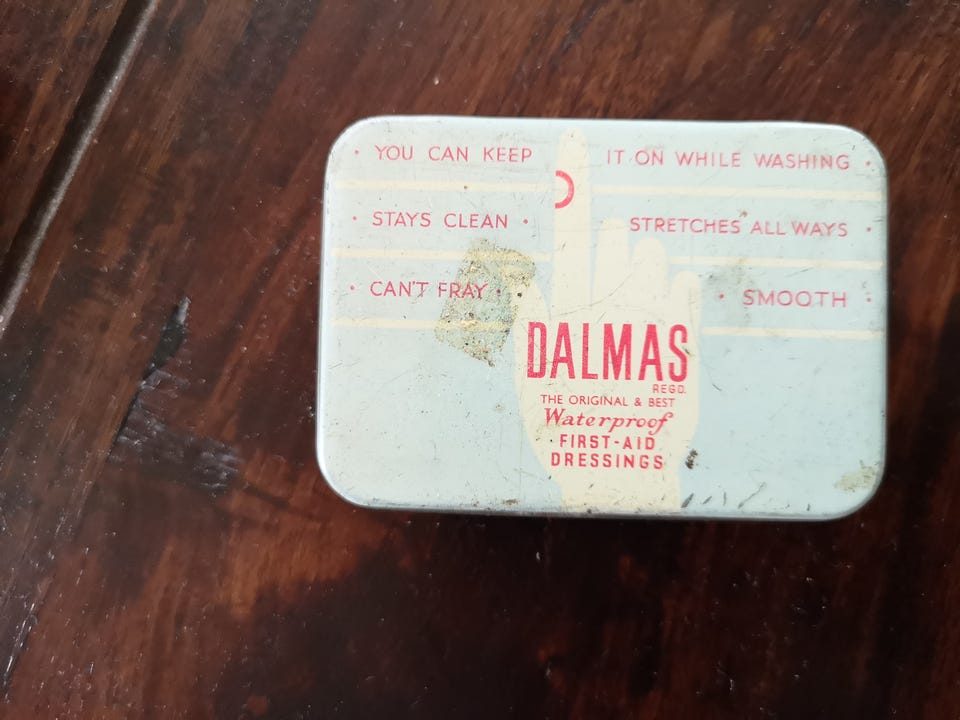 · YOU CAN KEEP IT ON WHILE WASHING ·
· STAYS CLEAN · STRETCHES ALL WAYS ·
· CAN'T FRAY · · SMOOTH ·
DALMAS
REGD.
THE ORIGINAL & BEST
Waterproof
FIRST-AID
DRESSINGS